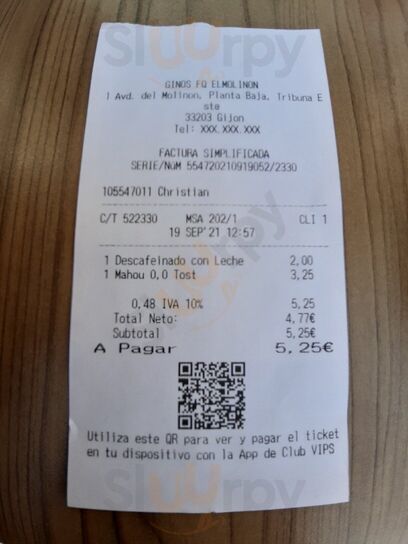 Sluurpy
GINOS FQ ELMOLINON
1 Avd. del Molinon, Planta Baja, Tribuna E
ste
33203 Gijon
Tel: XXX.XXX.XXX
FACTURA SIMPLIFICADA
SERIE/NúM 554720210919052/2330
105547011 Christian
C/T 522330 MSA 202/1 CLI 1
19 SEP'21 12:57
1 Descafeinado con Leche 2,00
1 Mahou 0,0 Tost 3,25
0,48 IVA 10% 5,25
Total Neto: 4,77€
Subtotal 5,25€
A Pagar 5,25€
Utiliza este QR para ver y pagar el ticket
en tu dispositivo con la App de Club VIPS
Sluurpy